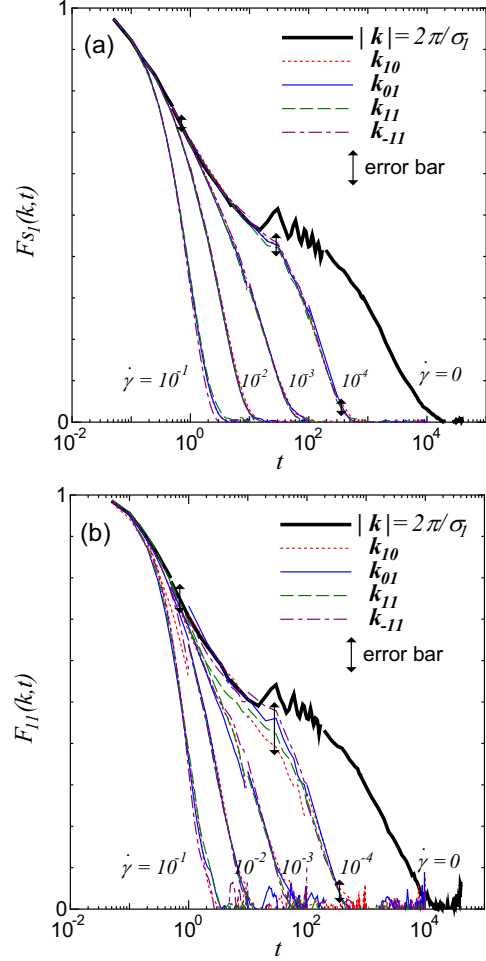 1
(a)
|k|=2π/σ₁
k₁₀
k₀₁
k₁₁
k₋₁₁
error bar
Fs₁(k,t)
γ̇ = 10⁻¹
10⁻²
10⁻³
10⁻⁴
γ̇ = 0
0
10⁻²
10⁰
10²
10⁴
t
1
(b)
|k|=2π/σ₁
k₁₀
k₀₁
k₁₁
k₋₁₁
error bar
F₁₁(k,t)
γ̇ = 10⁻¹
10⁻²
10⁻³
10⁻⁴
γ̇ = 0
0
10⁻²
10⁰
10²
10⁴
t